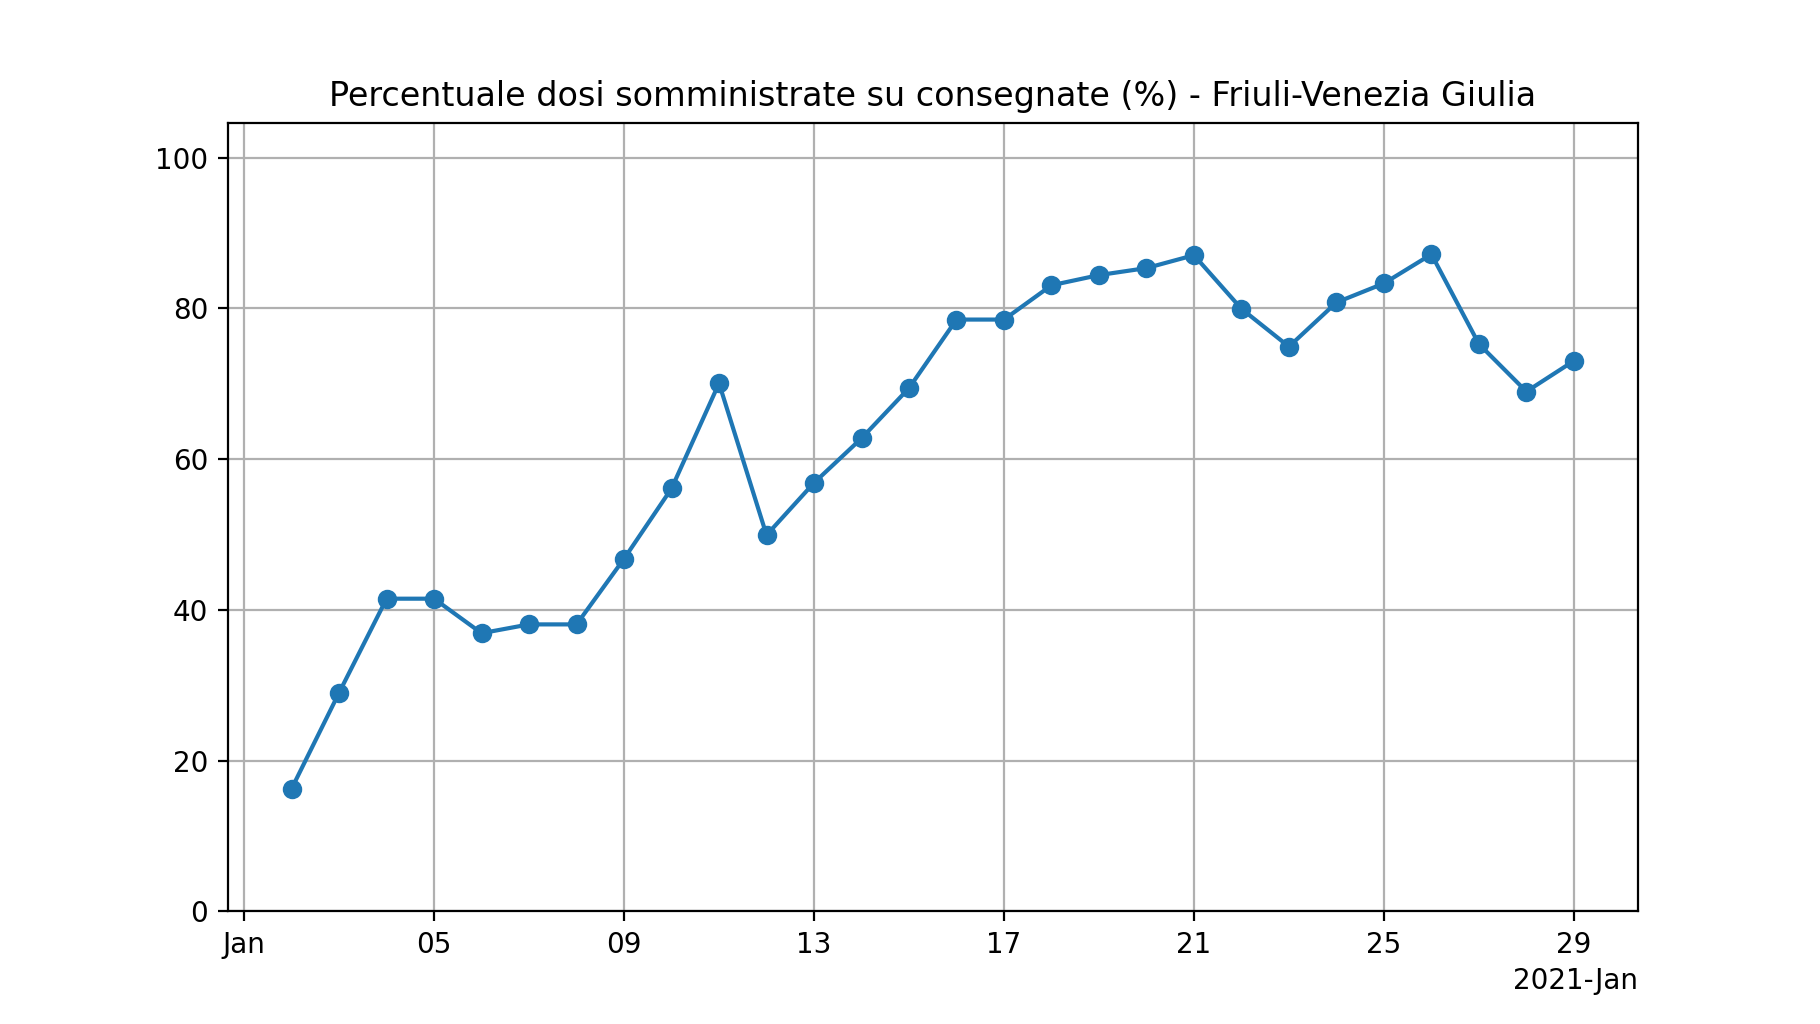 Percentuale dosi somministrate su consegnate (%) - Friuli-Venezia Giulia
100
80
60
40
20
0
Jan 05 09 13 17 21 25 29
2021-Jan